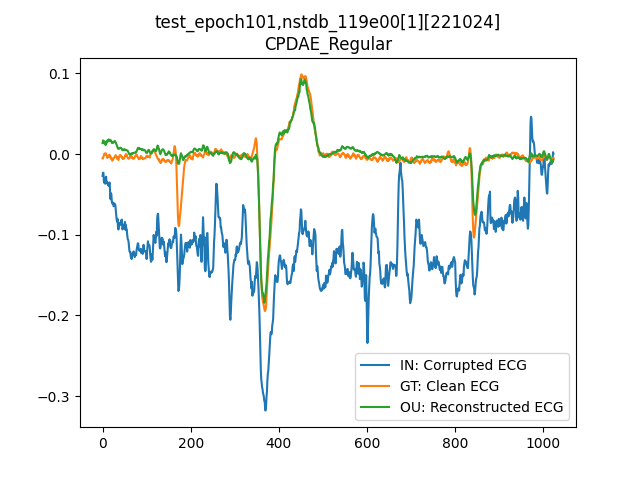 test_epoch101,nstdb_119e00[1][221024]
CPDAE_Regular
0.1
0.0
−0.1
−0.2
−0.3
IN: Corrupted ECG
GT: Clean ECG
OU: Reconstructed ECG
0 200 400 600 800 1000